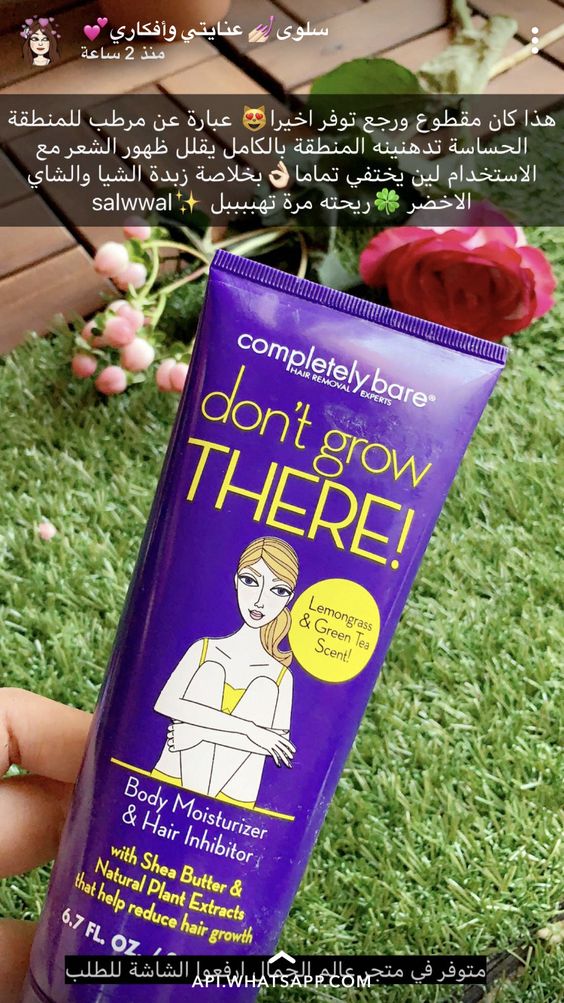 سلوى 💅🏻 عنايتي وأفكاري 💕
منذ 2 ساعة
هذا كان مقطوع ورجع توفر اخيرا😻 عبارة عن مرطب للمنطقة
الحساسة تدهنينه المنطقة بالكامل يقلل ظهور الشعر مع
الاستخدام لين يختفي تماما👌🏻بخلاصة زبدة الشيا والشاي
الاخضر 🍀ريحته مرة تهبببببل ✨salwwal
completely bare®
HAIR REMOVAL EXPERTS
don't grow
THERE!
Lemongrass
& Green Tea
Scent!
Body Moisturizer
& Hair Inhibitor
with Shea Butter &
Natural Plant Extracts
that help reduce hair growth
6.7 FL. OZ. /
متوفر في متجر عالم الجمال ارفعوا الشاشة للطلب
API.WHATSAPP.COM